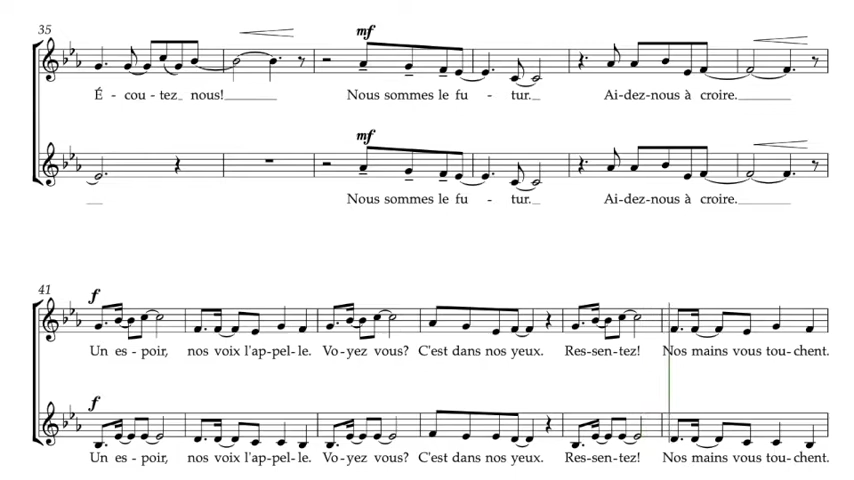 35
mf
É - cou - tez nous! Nous sommes le fu - tur. Ai-dez-nous à croire.
mf
Nous sommes le fu - tur. Ai-dez-nous à croire.
41
f
Un es - poir, nos voix l'ap-pel-le. Vo-yez vous? C'est dans nos yeux. Res-sen-tez! Nos mains vous tou-chent.
f
Un es - poir, nos voix l'ap-pel-le. Vo-yez vous? C'est dans nos yeux. Res-sen-tez! Nos mains vous tou-chent.